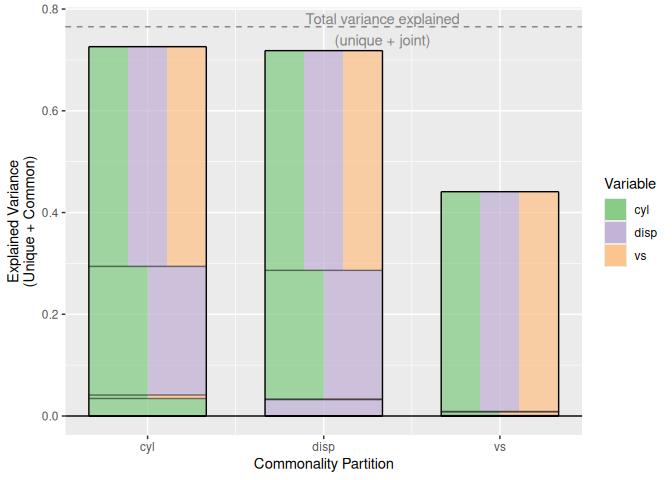 0.8
0.6
0.4
0.2
0.0
Explained Variance
(Unique + Common)
Total variance explained
(unique + joint)
cyl
disp
vs
Commonality Partition
Variable
cyl
disp
vs